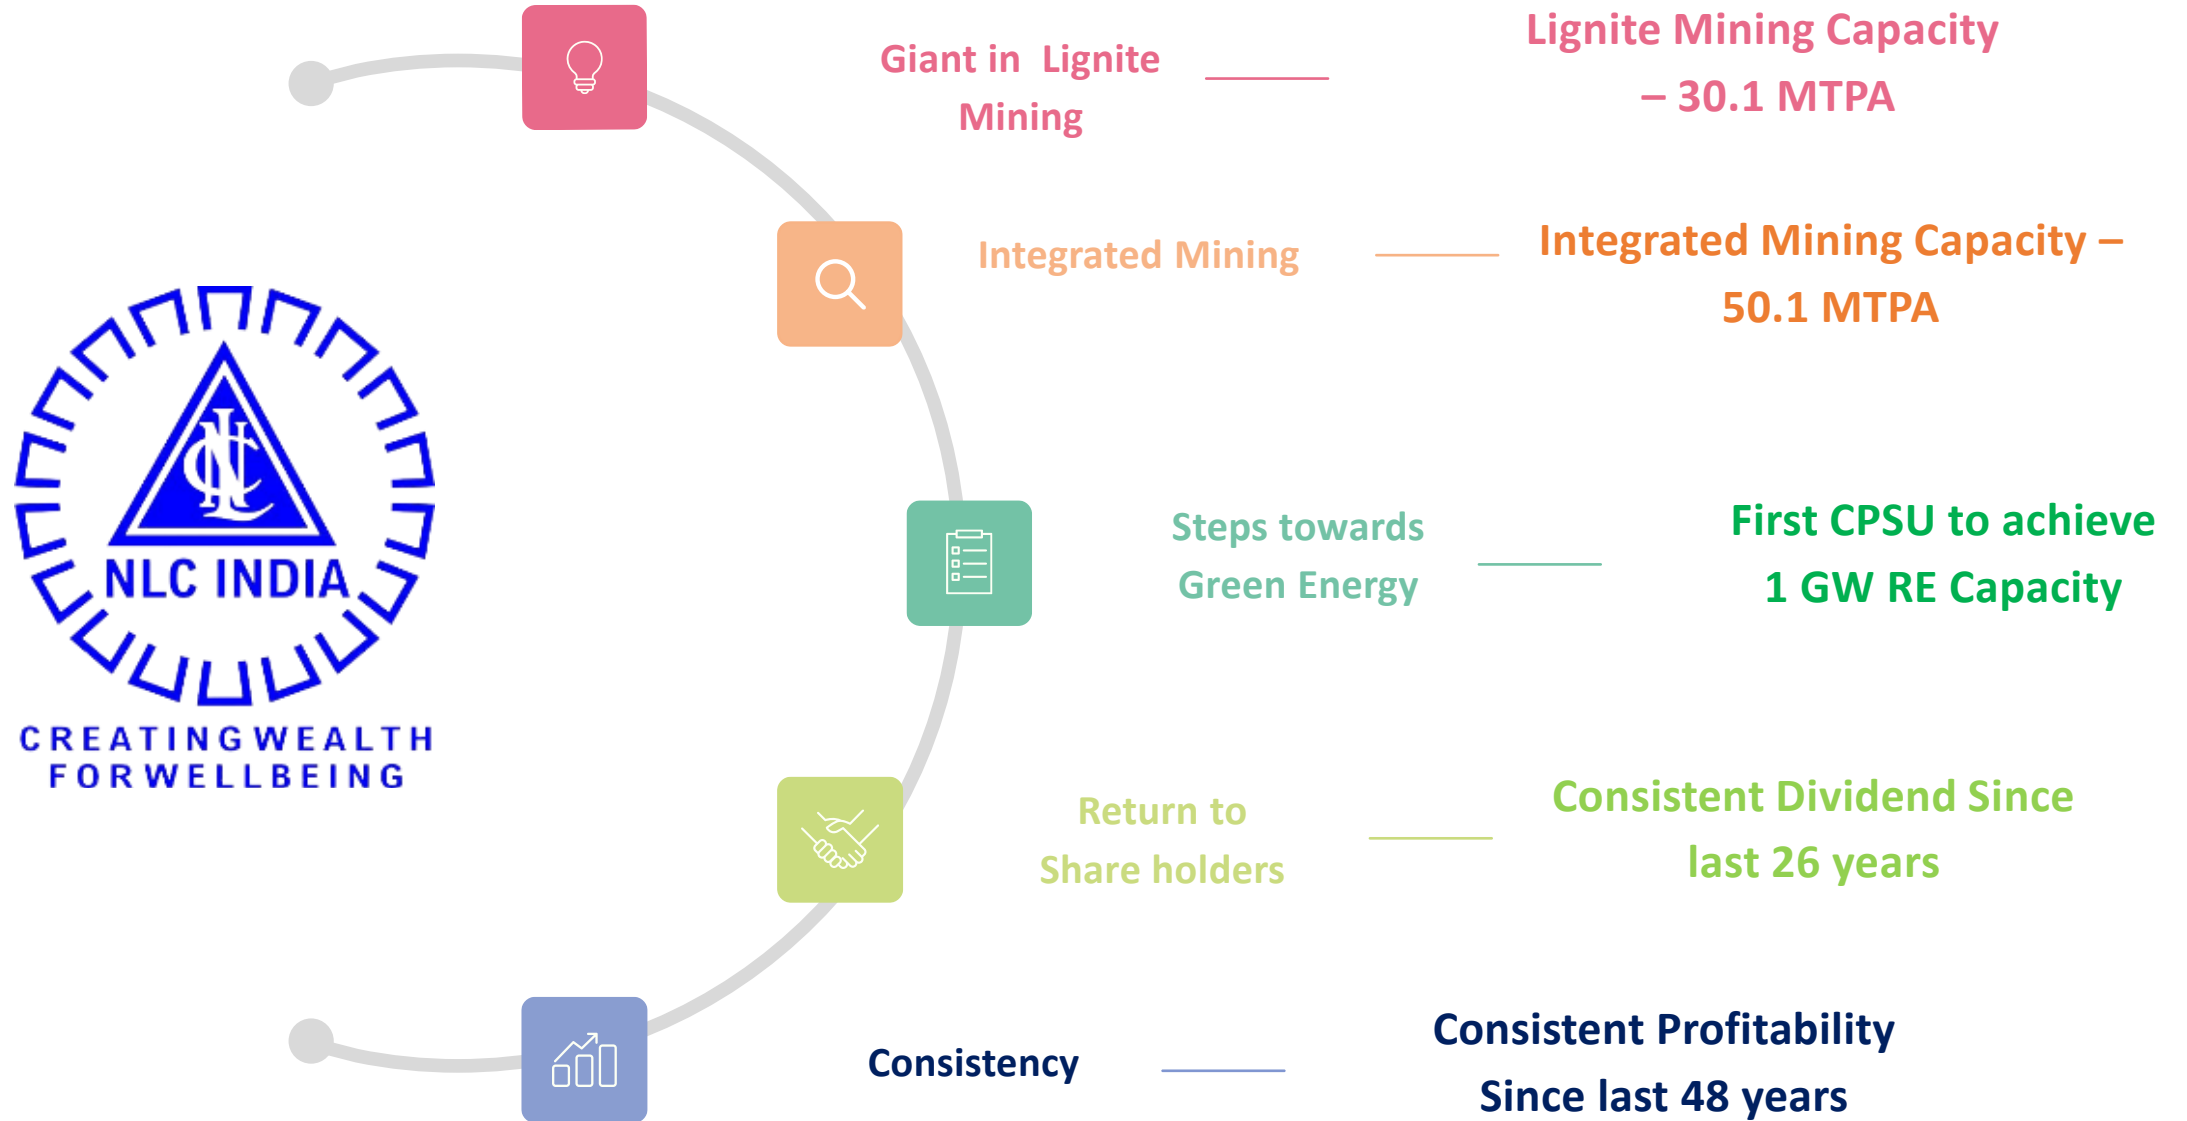 Giant in Lignite
Mining
Lignite Mining Capacity
– 30.1 MTPA
Integrated Mining
Integrated Mining Capacity –
50.1 MTPA
NLC INDIA
CREATING WEALTH
FOR WELL BEING
Steps towards
Green Energy
First CPSU to achieve
1 GW RE Capacity
Return to
Share holders
Consistent Dividend Since
last 26 years
Consistency
Consistent Profitability
Since last 48 years